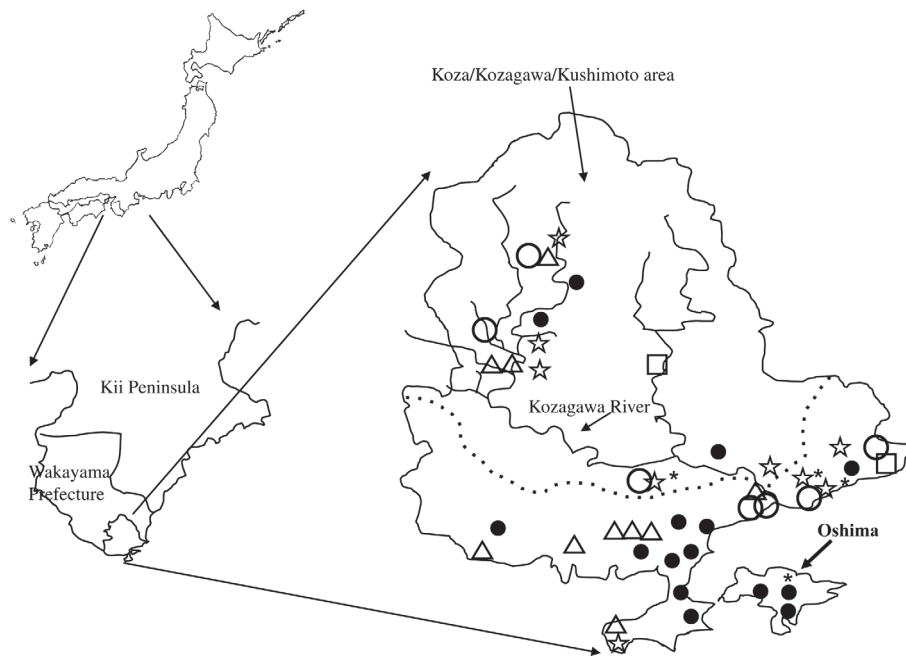 Koza/Kozagawa/Kushimoto area
Kii Peninsula
Kozagawa River
Wakayama
Prefecture
*
*
*
Oshima
*